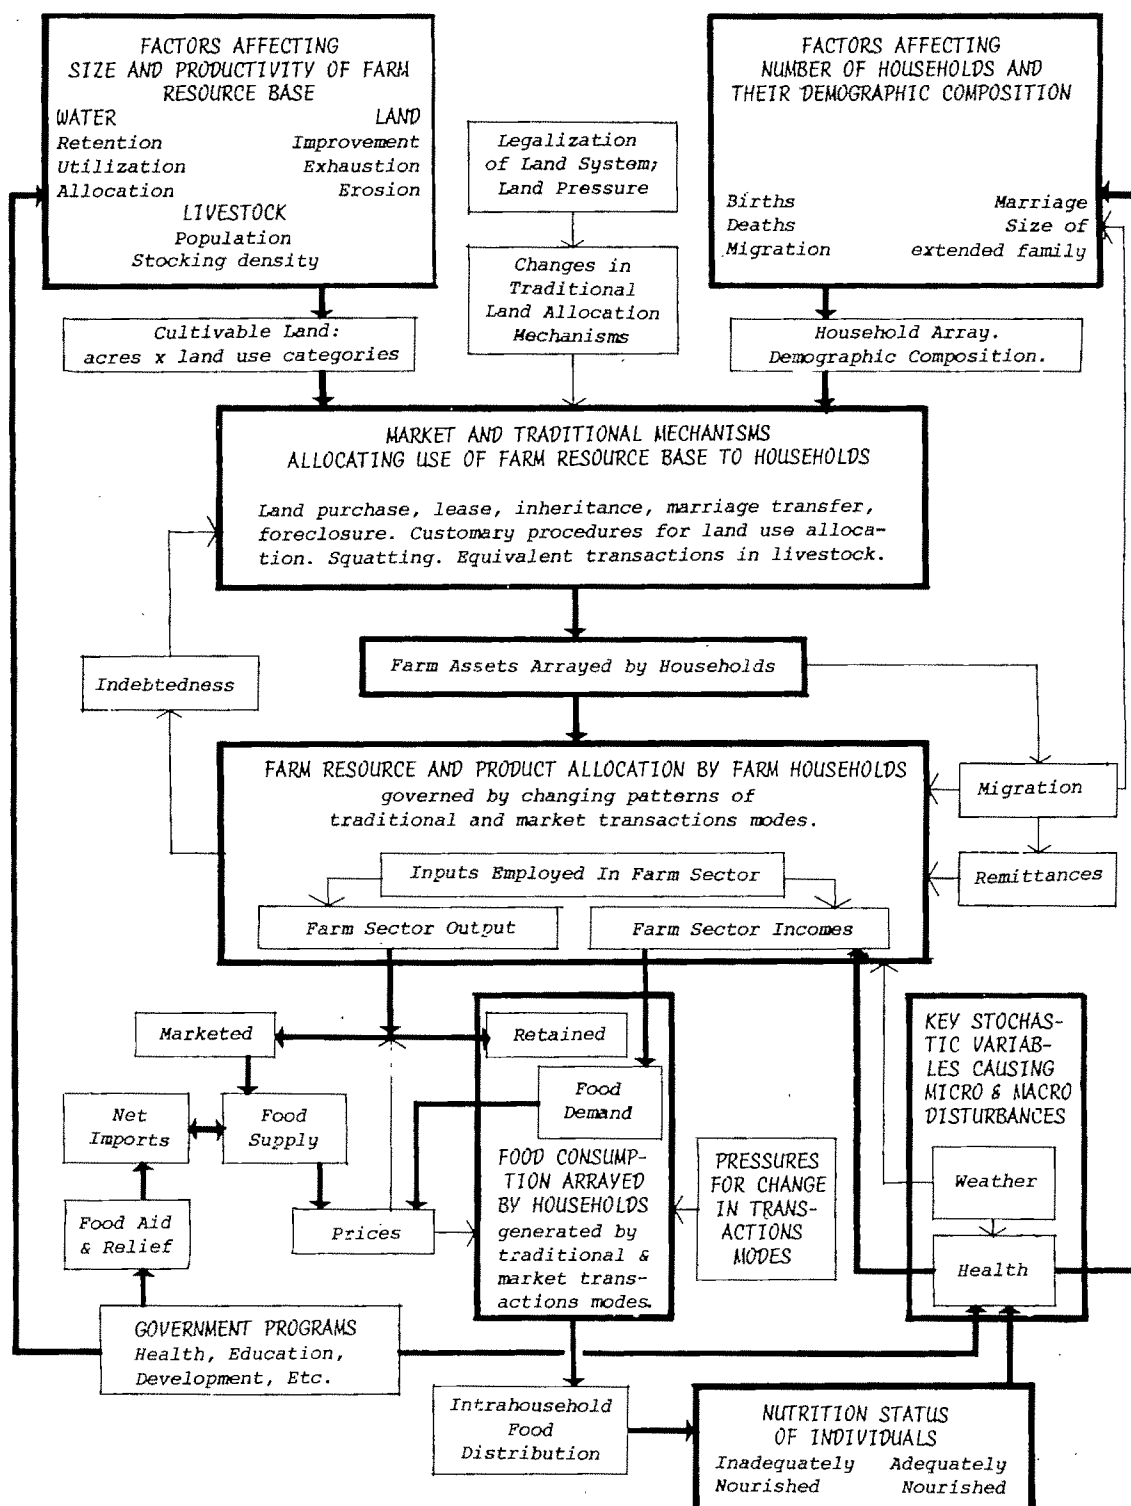 FACTORS AFFECTING
SIZE AND PRODUCTIVITY OF FARM
RESOURCE BASE
WATER LAND
Retention Improvement
Utilization Exhaustion
Allocation Erosion
LIVESTOCK
Population
Stocking density
Legalization
of Land System;
Land Pressure
FACTORS AFFECTING
NUMBER OF HOUSEHOLDS AND
THEIR DEMOGRAPHIC COMPOSITION
Births Marriage
Deaths Size of
Migration extended family
Changes in
Traditional
Land Allocation
Mechanisms
Cultivable Land:
acres x land use categories
Household Array.
Demographic Composition.
MARKET AND TRADITIONAL MECHANISMS
ALLOCATING USE OF FARM RESOURCE BASE TO HOUSEHOLDS
Land purchase, lease, inheritance, marriage transfer,
foreclosure. Customary procedures for land use alloca-
tion. Squatting. Equivalent transactions in livestock.
Farm Assets Arrayed by Households
Indebtedness
FARM RESOURCE AND PRODUCT ALLOCATION BY FARM HOUSEHOLDS
governed by changing patterns of
traditional and market transactions modes.
Migration
Inputs Employed In Farm Sector
Remittances
Farm Sector Output
Farm Sector Incomes
Marketed
Retained
Food
Demand
Net
Imports
Food
Supply
FOOD CONSUMP-
TION ARRAYED
BY HOUSEHOLDS
generated by
traditional &
market trans-
actions modes.
PRESSURES
FOR CHANGE
IN TRANS-
ACTIONS
MODES
KEY STOCHAS-
TIC VARIAB-
LES CAUSING
MICRO & MACRO
DISTURBANCES
Weather
Health
Food Aid
& Relief
Prices
GOVERNMENT PROGRAMS
Health, Education,
Development, Etc.
Intrahousehold
Food
Distribution
NUTRITION STATUS
OF INDIVIDUALS
Inadequately Adequately
Nourished Nourished